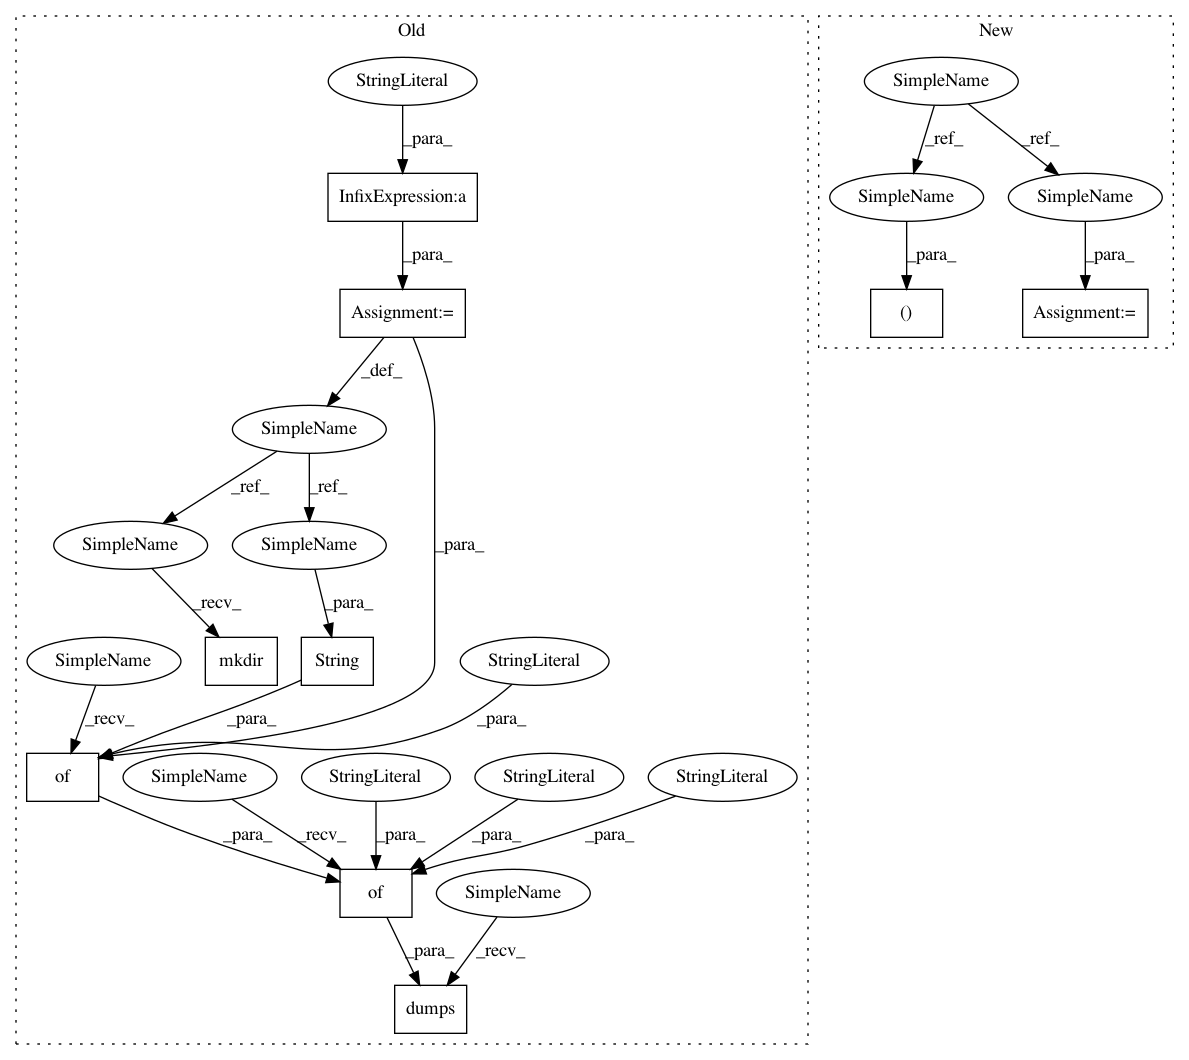 Old
New
StringLiteral
SimpleName
_para_
_ref_
_ref_
InfixExpression:a
SimpleName
SimpleName
_para_
_para_
_para_
Assignment:=
()
Assignment:=
_def_
SimpleName
_ref_
_ref_
SimpleName
SimpleName
_para_
_recv_
_para_
SimpleName
mkdir
String
StringLiteral
_recv_
_para_
_para_
of
SimpleName
StringLiteral
StringLiteral
StringLiteral
_para_
_recv_
_para_
_para_
_para_
of
SimpleName
_para_
_recv_
dumps